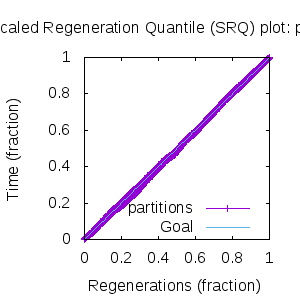 caled Regeneration Quantile (SRQ) plot: p
1
0.8
0.6
0.4
0.2
0
Time (fraction)
partitions
Goal
0 0.2 0.4 0.6 0.8 1
Regenerations (fraction)